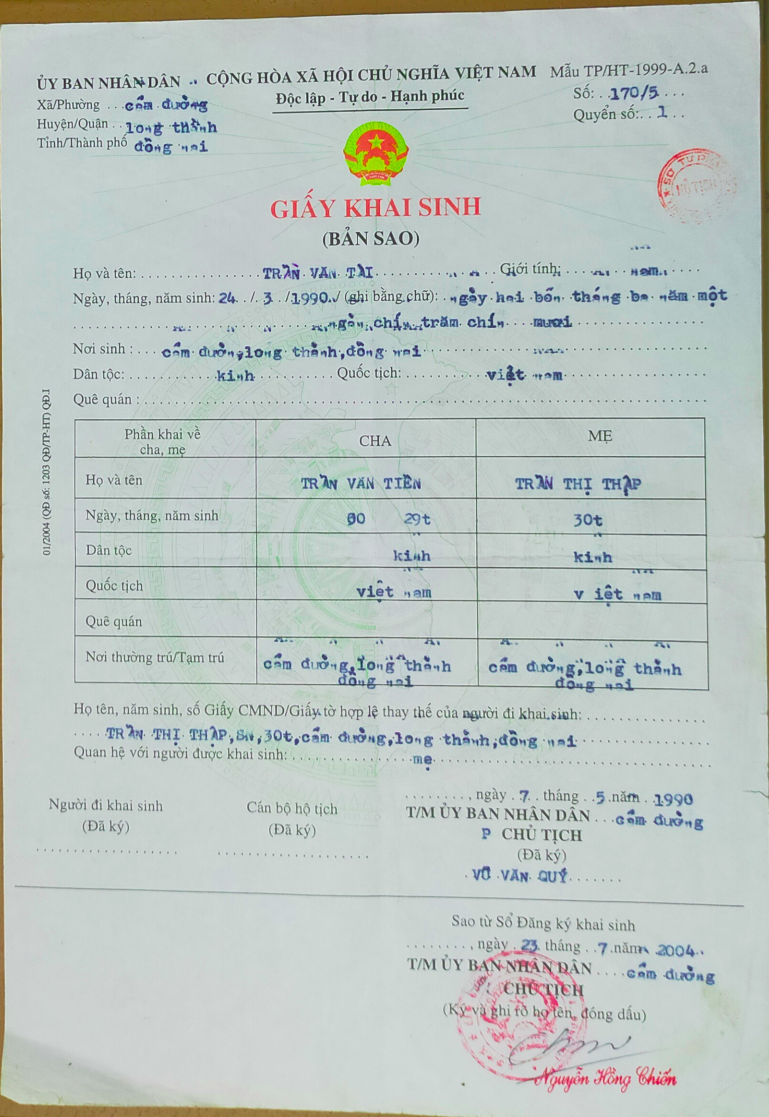 ỦY BAN NHÂN DÂN CỘNG HÒA XÃ HỘI CHỦ NGHĨA VIỆT NAM Mẫu TP/HT-1999-A.2.a
Xã/Phường ... cẩm đường Độc lập - Tự do - Hạnh phúc Số: .. 170/5 ...
Huyện/Quận .. long thành Quyển số: .. 1 ..
Tỉnh/Thành phố đồng nai
SỞ TƯ PHÁP
HỘ TỊCH
GIẤY KHAI SINH
(BẢN SAO)
Họ và tên: TRẦN VĂN TÀI Giới tính: nam
Ngày, tháng, năm sinh: 24 / 3 /1990 / (ghi bằng chữ): ngày hai bốn tháng ba năm một
ngàn, chín trăm chín mươi
Nơi sinh : cẩm đường, long thành, đồng nai
Dân tộc: kinh Quốc tịch: việt nam
Quê quán :
Phần khai về cha, mẹ CHA MẸ
Họ và tên TRẦN VĂN TIỀN TRẦN THỊ THẬP
Ngày, tháng, năm sinh 29t 30t
Dân tộc kinh kinh
Quốc tịch việt nam v iệt nam
Quê quán
Nơi thường trú/Tạm trú cẩm đường, long thành cẩm đường, long thành
đồng nai đồng nai
Họ tên, năm sinh, số Giấy CMND/Giấy tờ hợp lệ thay thế của người đi khai sinh:
TRẦN THỊ THẬP, Sn, 30t, cẩm đường, long thành, đồng nai
Quan hệ với người được khai sinh: mẹ
, ngày 7 tháng 5 năm 1990
Người đi khai sinh Cán bộ hộ tịch T/M ỦY BAN NHÂN DÂN cẩm đường
(Đã ký) (Đã ký) P CHỦ TỊCH
(Đã ký)
VŨ VĂN QUÝ
Sao từ Sổ Đăng ký khai sinh
, ngày 23 tháng 7 năm 2004
T/M ỦY BAN NHÂN DÂN cẩm đường
CHỦ TỊCH
(Ký và ghi rõ họ tên, đóng dấu)
Nguyễn Hồng Chiến
01/2004 (QĐ số: 1203 QĐ/TP-HT) QĐ.1